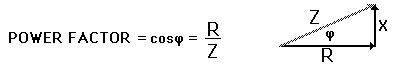 POWER FACTOR = cosφ = R/Z
Z
φ
X
R